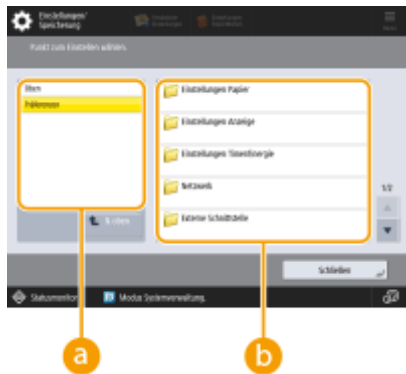 Einstellungen/
Speicherung
Punkt zum Einstellen wählen.
Oben
Präferenzen
Einstellungen Papier
Einstellungen Anzeige
Einstellungen Timer/Energie
Netzwerk
Externe Schnittstelle
1/2
N. oben
Schließen
Statusmonitor
Modus Systemverwaltung.
a
b